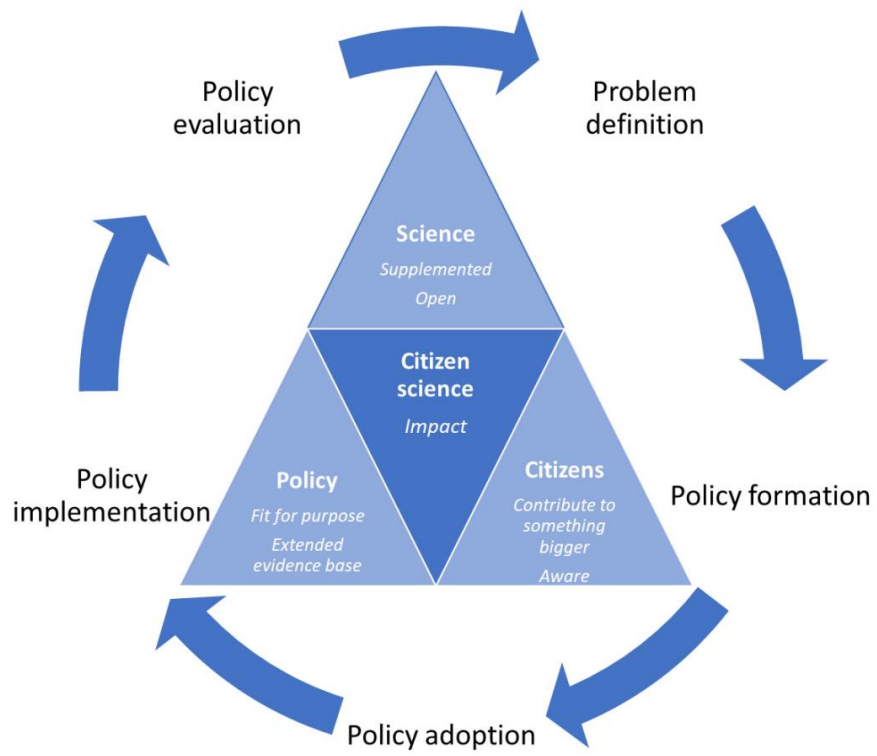 Policy
evaluation
Problem
definition
Science
Supplemented
Open
Citizen
science
Impact
Policy
Fit for purpose
Extended
evidence base
Citizens
Contribute to
something
bigger
Aware
Policy
implementation
Policy formation
Policy adoption